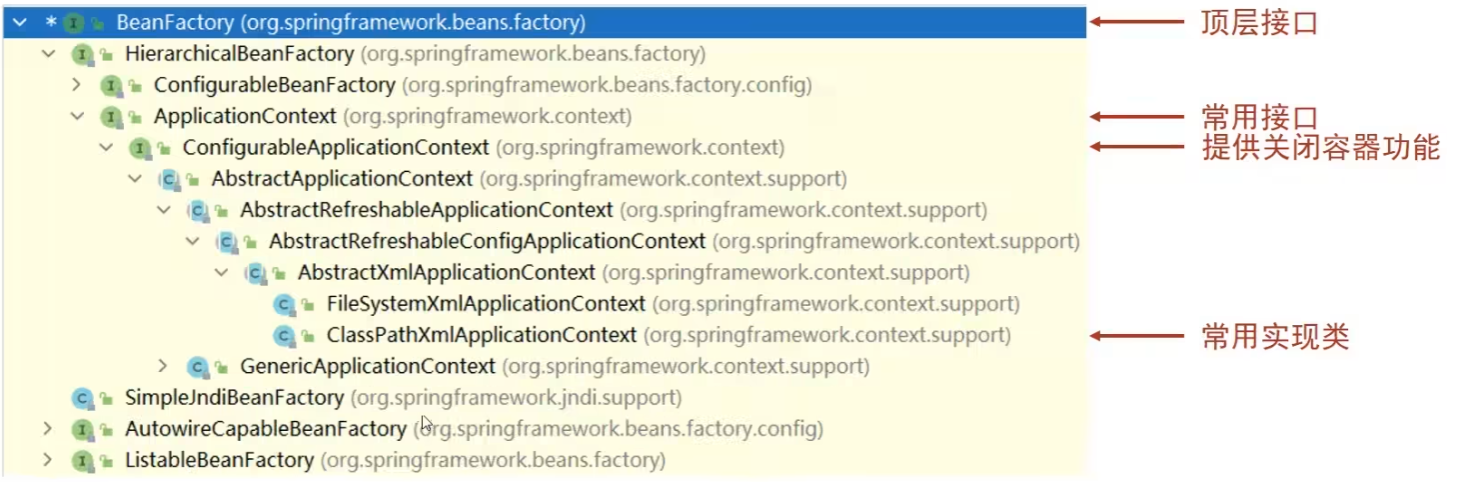 * BeanFactory (org.springframework.beans.factory) 顶层接口
HierarchicalBeanFactory (org.springframework.beans.factory)
ConfigurableBeanFactory (org.springframework.beans.factory.config)
ApplicationContext (org.springframework.context) 常用接口
ConfigurableApplicationContext (org.springframework.context) 提供关闭容器功能
AbstractApplicationContext (org.springframework.context.support)
AbstractRefreshableApplicationContext (org.springframework.context.support)
AbstractRefreshableConfigApplicationContext (org.springframework.context.support)
AbstractXmlApplicationContext (org.springframework.context.support)
FileSystemXmlApplicationContext (org.springframework.context.support)
ClassPathXmlApplicationContext (org.springframework.context.support) 常用实现类
GenericApplicationContext (org.springframework.context.support)
SimpleJndiBeanFactory (org.springframework.jndi.support)
AutowireCapableBeanFactory (org.springframework.beans.factory.config)
ListableBeanFactory (org.springframework.beans.factory)